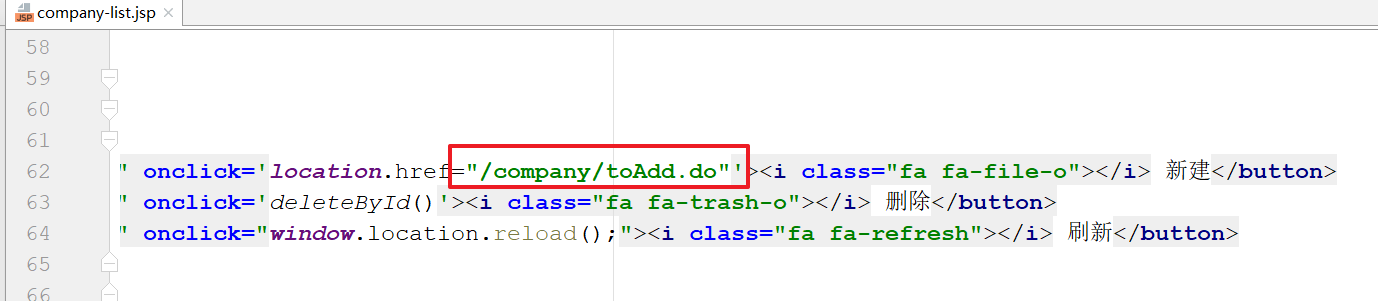 JSP company-list.jsp ×
58
59
60
61
62 " onclick='location.href="/company/toAdd.do"'><i class="fa fa-file-o"></i> 新建</button>
63 " onclick='deleteById()'><i class="fa fa-trash-o"></i> 删除</button>
64 " onclick="window.location.reload();"><i class="fa fa-refresh"></i> 刷新</button>
65
66